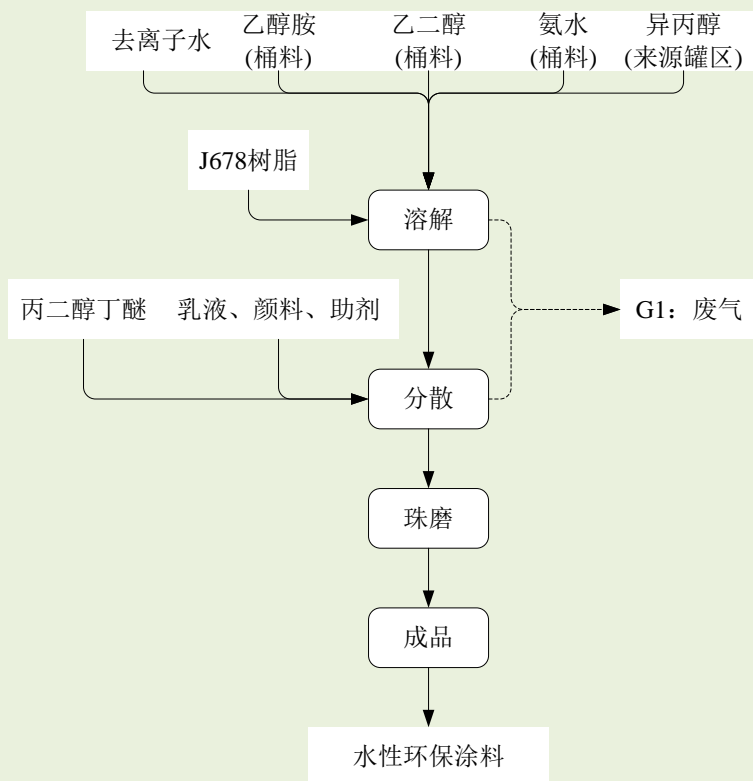 去离子水
乙醇胺
(桶料)
乙二醇
(桶料)
氨水
(桶料)
异丙醇
(来源罐区)
J678树脂
溶解
丙二醇丁醚
乳液、颜料、助剂
G1：废气
分散
珠磨
成品
水性环保涂料